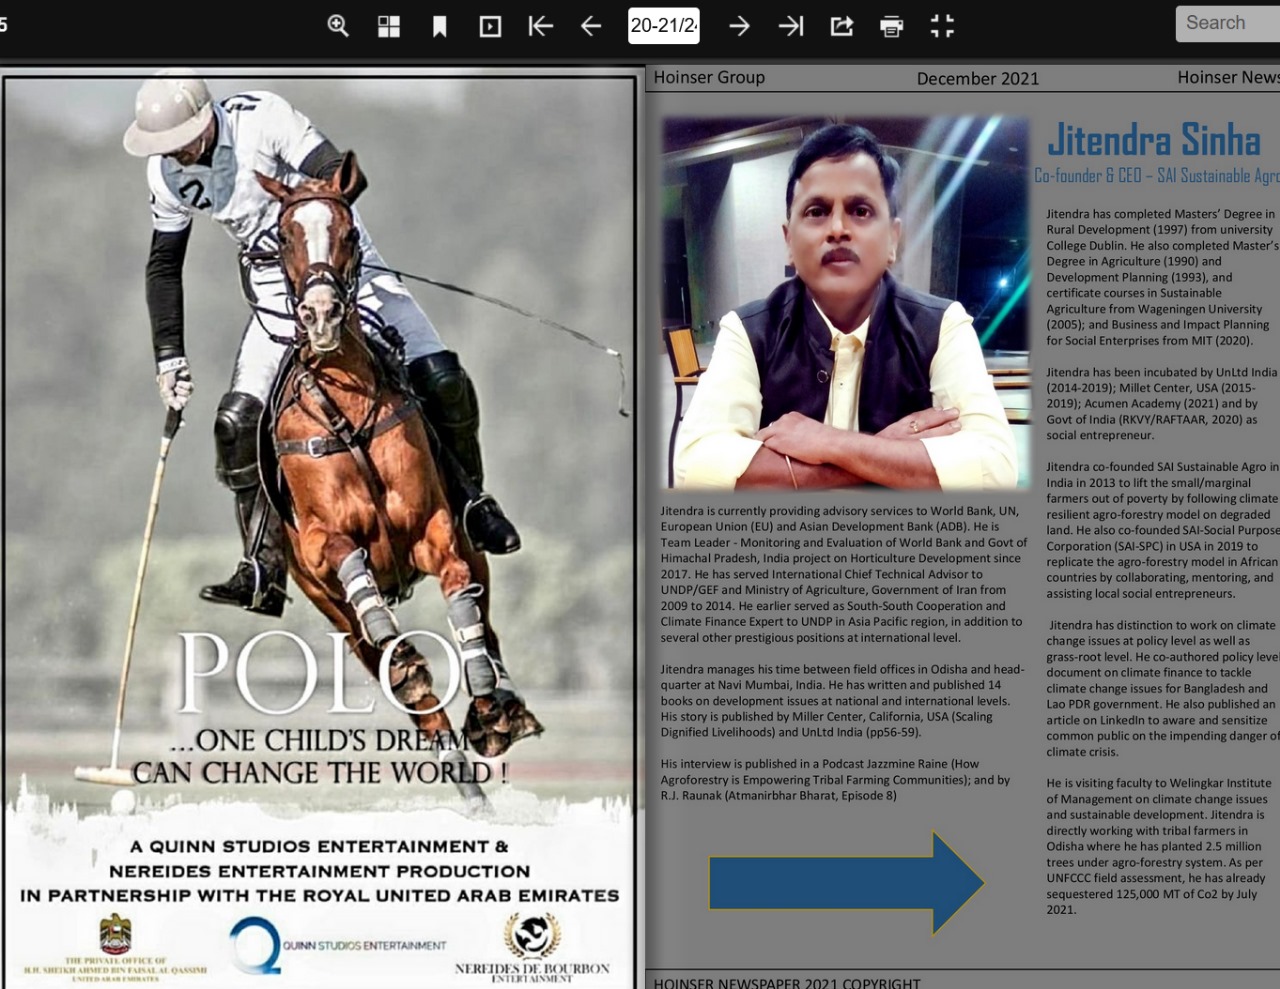 5
20-21/24
Search
2
POLO
...ONE CHILD'S DREAM
CAN CHANGE THE WORLD !
A QUINN STUDIOS ENTERTAINMENT &
NEREIDES ENTERTAINMENT PRODUCTION
IN PARTNERSHIP WITH THE ROYAL UNITED ARAB EMIRATES
THE PRIVATE OFFICE OF
H.H. SHEIKH AHMED BIN FAISAL AL QASSIMI
UNITED ARAB EMIRATES
QUINN STUDIOS ENTERTAINMENT
NEREIDES DE BOURBON
ENTERTAINMENT
Hoinser Group December 2021 Hoinser News
Jitendra is currently providing advisory services to World Bank, UN,
European Union (EU) and Asian Development Bank (ADB). He is
Team Leader - Monitoring and Evaluation of World Bank and Govt of
Himachal Pradesh, India project on Horticulture Development since
2017. He has served International Chief Technical Advisor to
UNDP/GEF and Ministry of Agriculture, Government of Iran from
2009 to 2014. He earlier served as South-South Cooperation and
Climate Finance Expert to UNDP in Asia Pacific region, in addition to
several other prestigious positions at international level.
Jitendra manages his time between field offices in Odisha and head-
quarter at Navi Mumbai, India. He has written and published 14
books on development issues at national and international levels.
His story is published by Miller Center, California, USA (Scaling
Dignified Livelihoods) and UnLtd India (pp56-59).
His interview is published in a Podcast Jazzmine Raine (How
Agroforestry is Empowering Tribal Farming Communities); and by
R.J. Raunak (Atmanirbhar Bharat, Episode 8)
Jitendra Sinha
Co-founder & CEO – SAI Sustainable Agro
Jitendra has completed Masters' Degree in
Rural Development (1997) from university
College Dublin. He also completed Master's
Degree in Agriculture (1990) and
Development Planning (1993), and
certificate courses in Sustainable
Agriculture from Wageningen University
(2005); and Business and Impact Planning
for Social Enterprises from MIT (2020).
Jitendra has been incubated by UnLtd India
(2014-2019); Millet Center, USA (2015-
2019); Acumen Academy (2021) and by
Govt of India (RKVY/RAFTAAR, 2020) as
social entrepreneur.
Jitendra co-founded SAI Sustainable Agro in
India in 2013 to lift the small/marginal
farmers out of poverty by following climate
resilient agro-forestry model on degraded
land. He also co-founded SAI-Social Purpose
Corporation (SAI-SPC) in USA in 2019 to
replicate the agro-forestry model in African
countries by collaborating, mentoring, and
assisting local social entrepreneurs.
Jitendra has distinction to work on climate
change issues at policy level as well as
grass-root level. He co-authored policy level
document on climate finance to tackle
climate change issues for Bangladesh and
Lao PDR government. He also published an
article on LinkedIn to aware and sensitize
common public on the impending danger of
climate crisis.
He is visiting faculty to Welingkar Institute
of Management on climate change issues
and sustainable development. Jitendra is
directly working with tribal farmers in
Odisha where he has planted 2.5 million
trees under agro-forestry system. As per
UNFCCC field assessment, he has already
sequestered 125,000 MT of Co2 by July
2021.
HOINSER NEWSPAPER 2021 COPYRIGHT